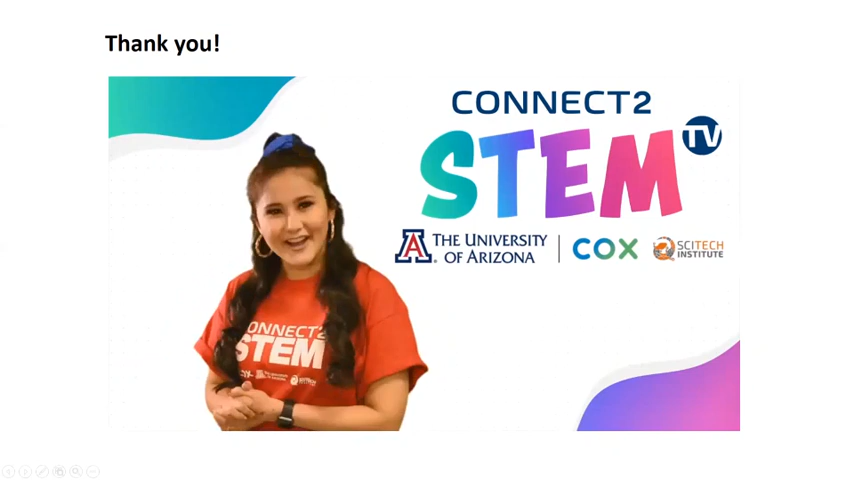 Thank you!
CONNECT2
STEM TV
THE UNIVERSITY
OF ARIZONA
COX
SCITECH
INSTITUTE
CONNECT2
STEM